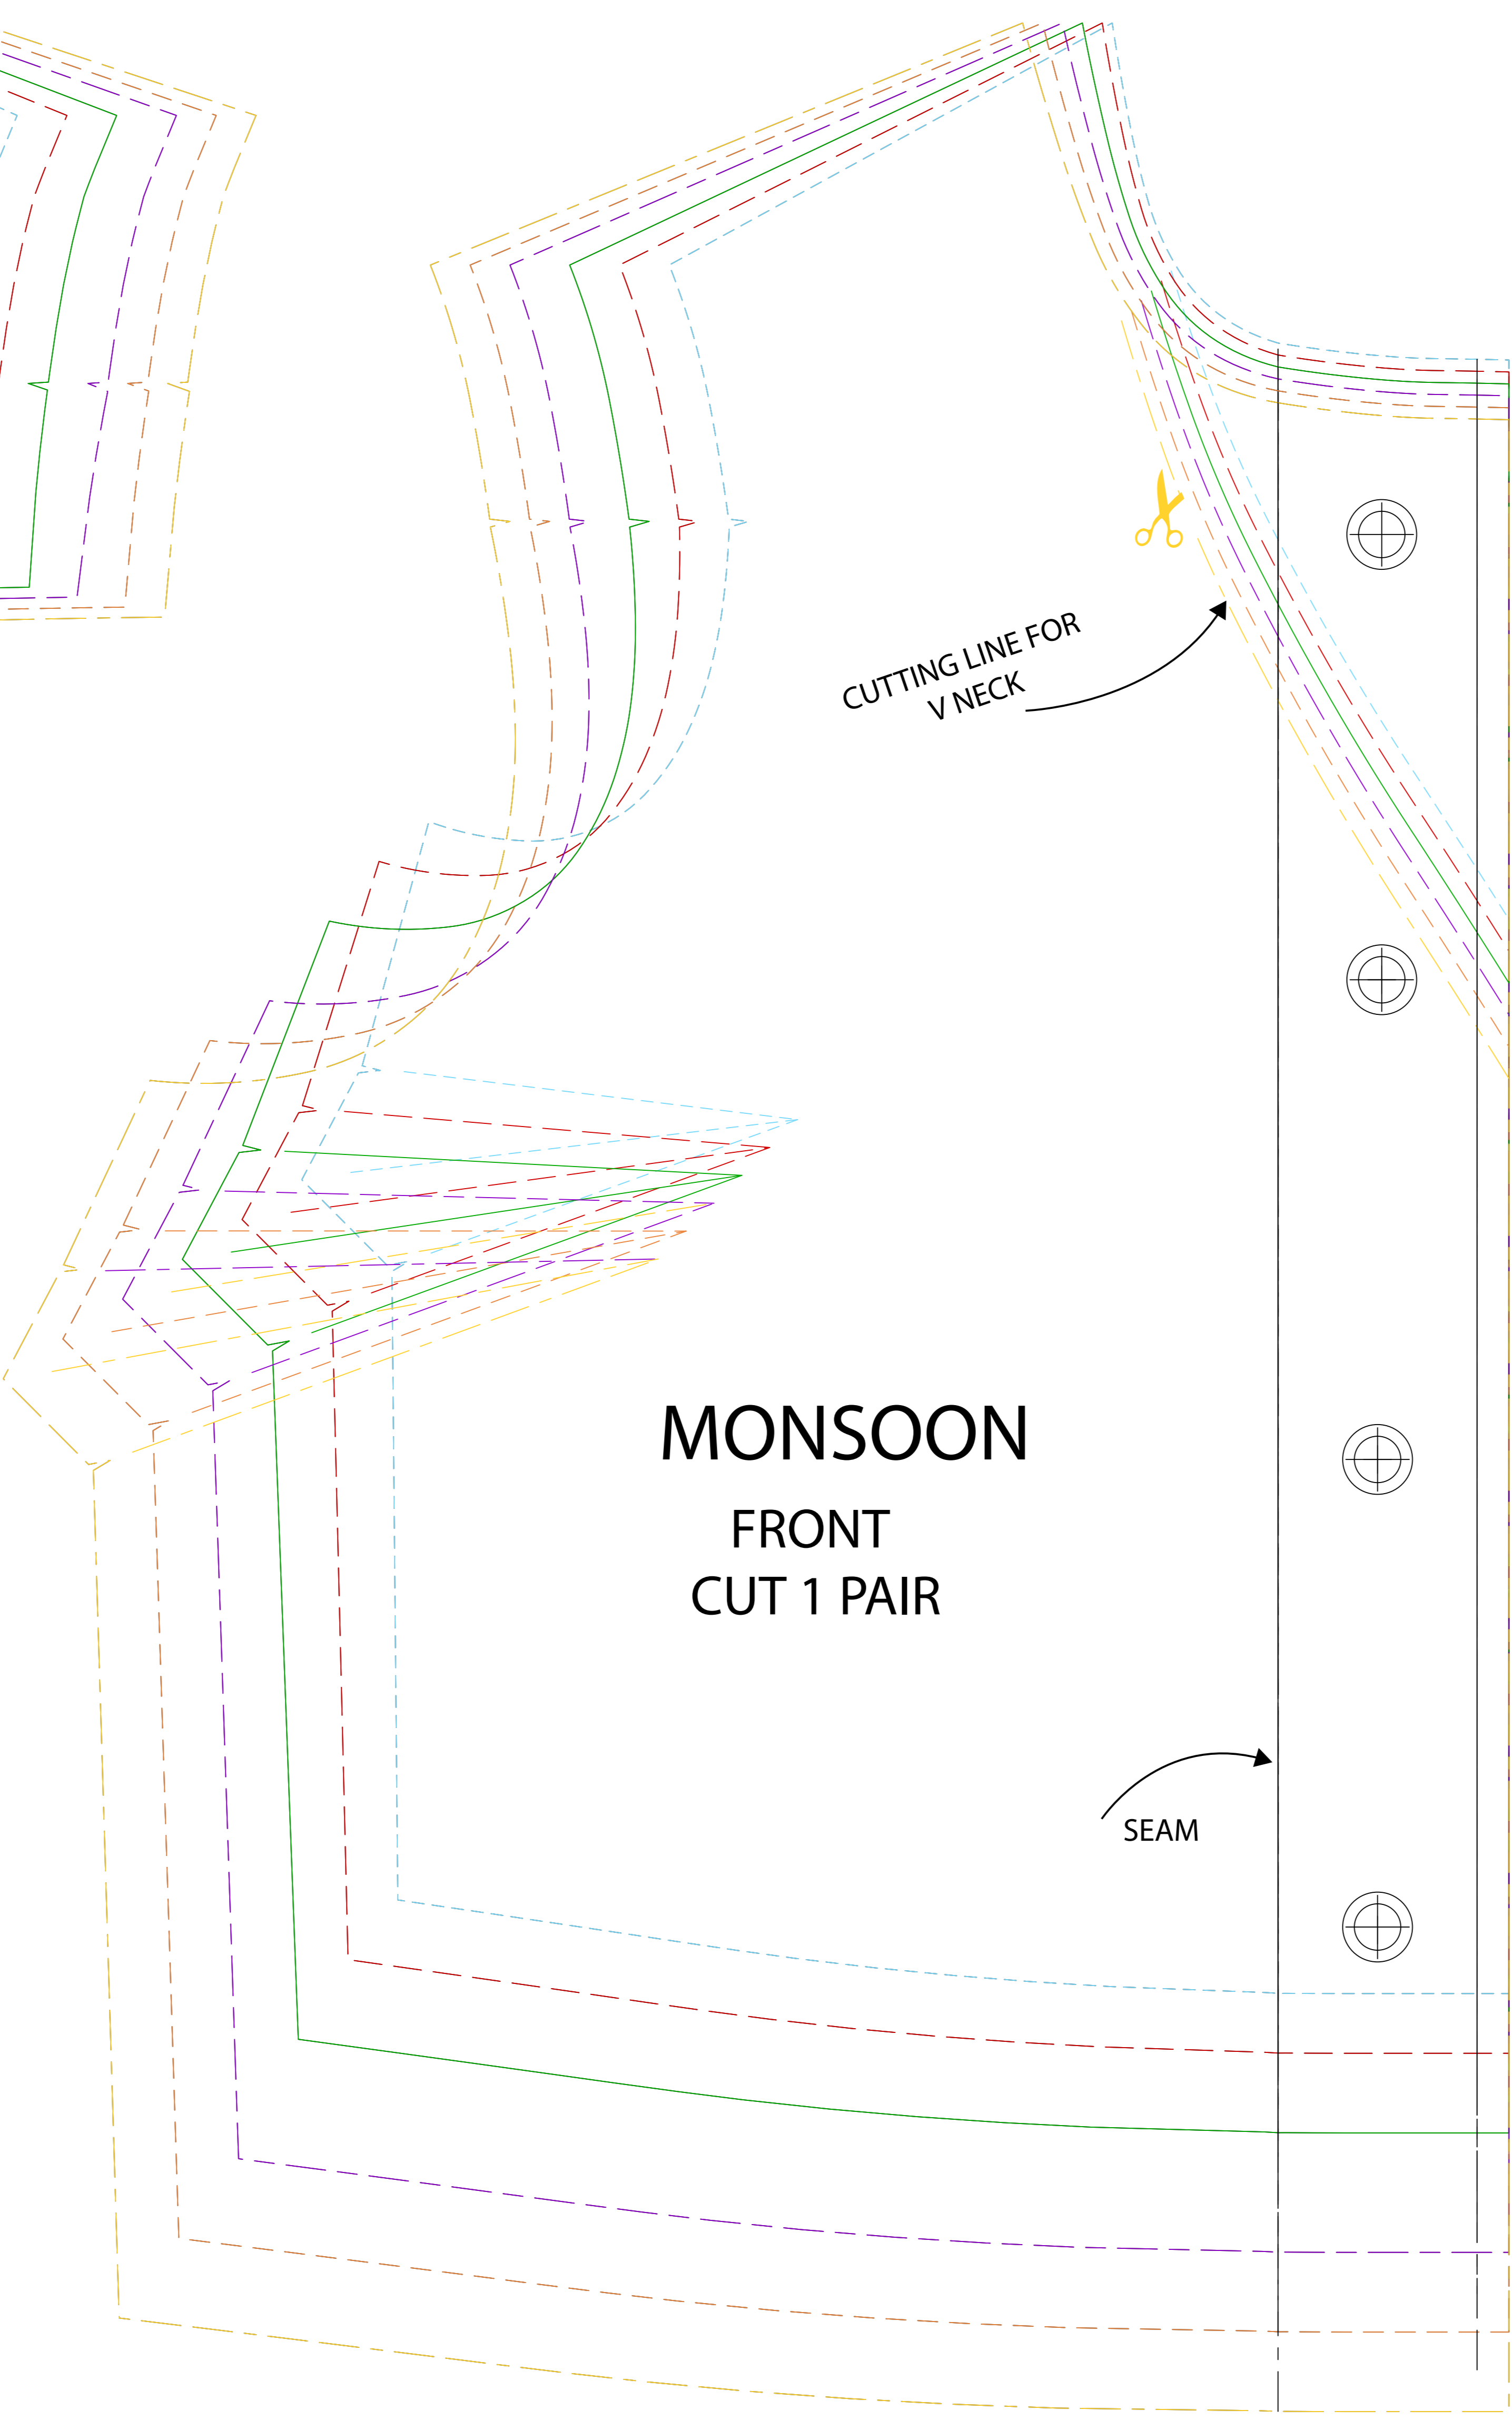 CUTTING LINE FOR
V NECK
MONSOON
FRONT
CUT 1 PAIR
SEAM